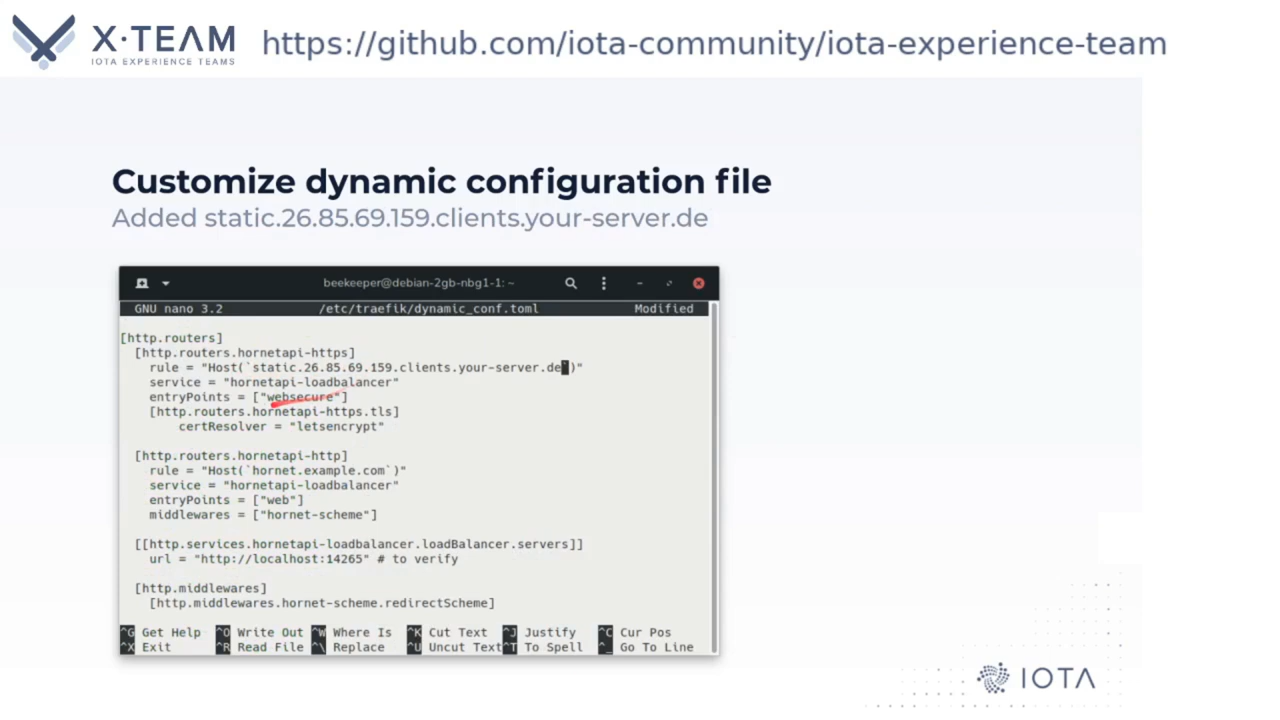 X·TEAM
IOTA EXPERIENCE TEAMS
https://github.com/iota-community/iota-experience-team
Customize dynamic configuration file
Added static.26.85.69.159.clients.your-server.de
beekeeper@debian-2gb-nbg1-1: ~
GNU nano 3.2 /etc/traefik/dynamic_conf.toml Modified
[http.routers]
[http.routers.hornetapi-https]
rule = "Host(`static.26.85.69.159.clients.your-server.de`)"
service = "hornetapi-loadbalancer"
entryPoints = ["websecure"]
[http.routers.hornetapi-https.tls]
certResolver = "letsencrypt"
[http.routers.hornetapi-http]
rule = "Host(`hornet.example.com`)"
service = "hornetapi-loadbalancer"
entryPoints = ["web"]
middlewares = ["hornet-scheme"]
[[http.services.hornetapi-loadbalancer.loadBalancer.servers]]
url = "http://localhost:14265" # to verify
[http.middlewares]
[http.middlewares.hornet-scheme.redirectScheme]
^G Get Help ^O Write Out ^W Where Is ^K Cut Text ^J Justify ^C Cur Pos
^X Exit ^R Read File ^\ Replace ^U Uncut Text ^T To Spell ^_ Go To Line
IOTA